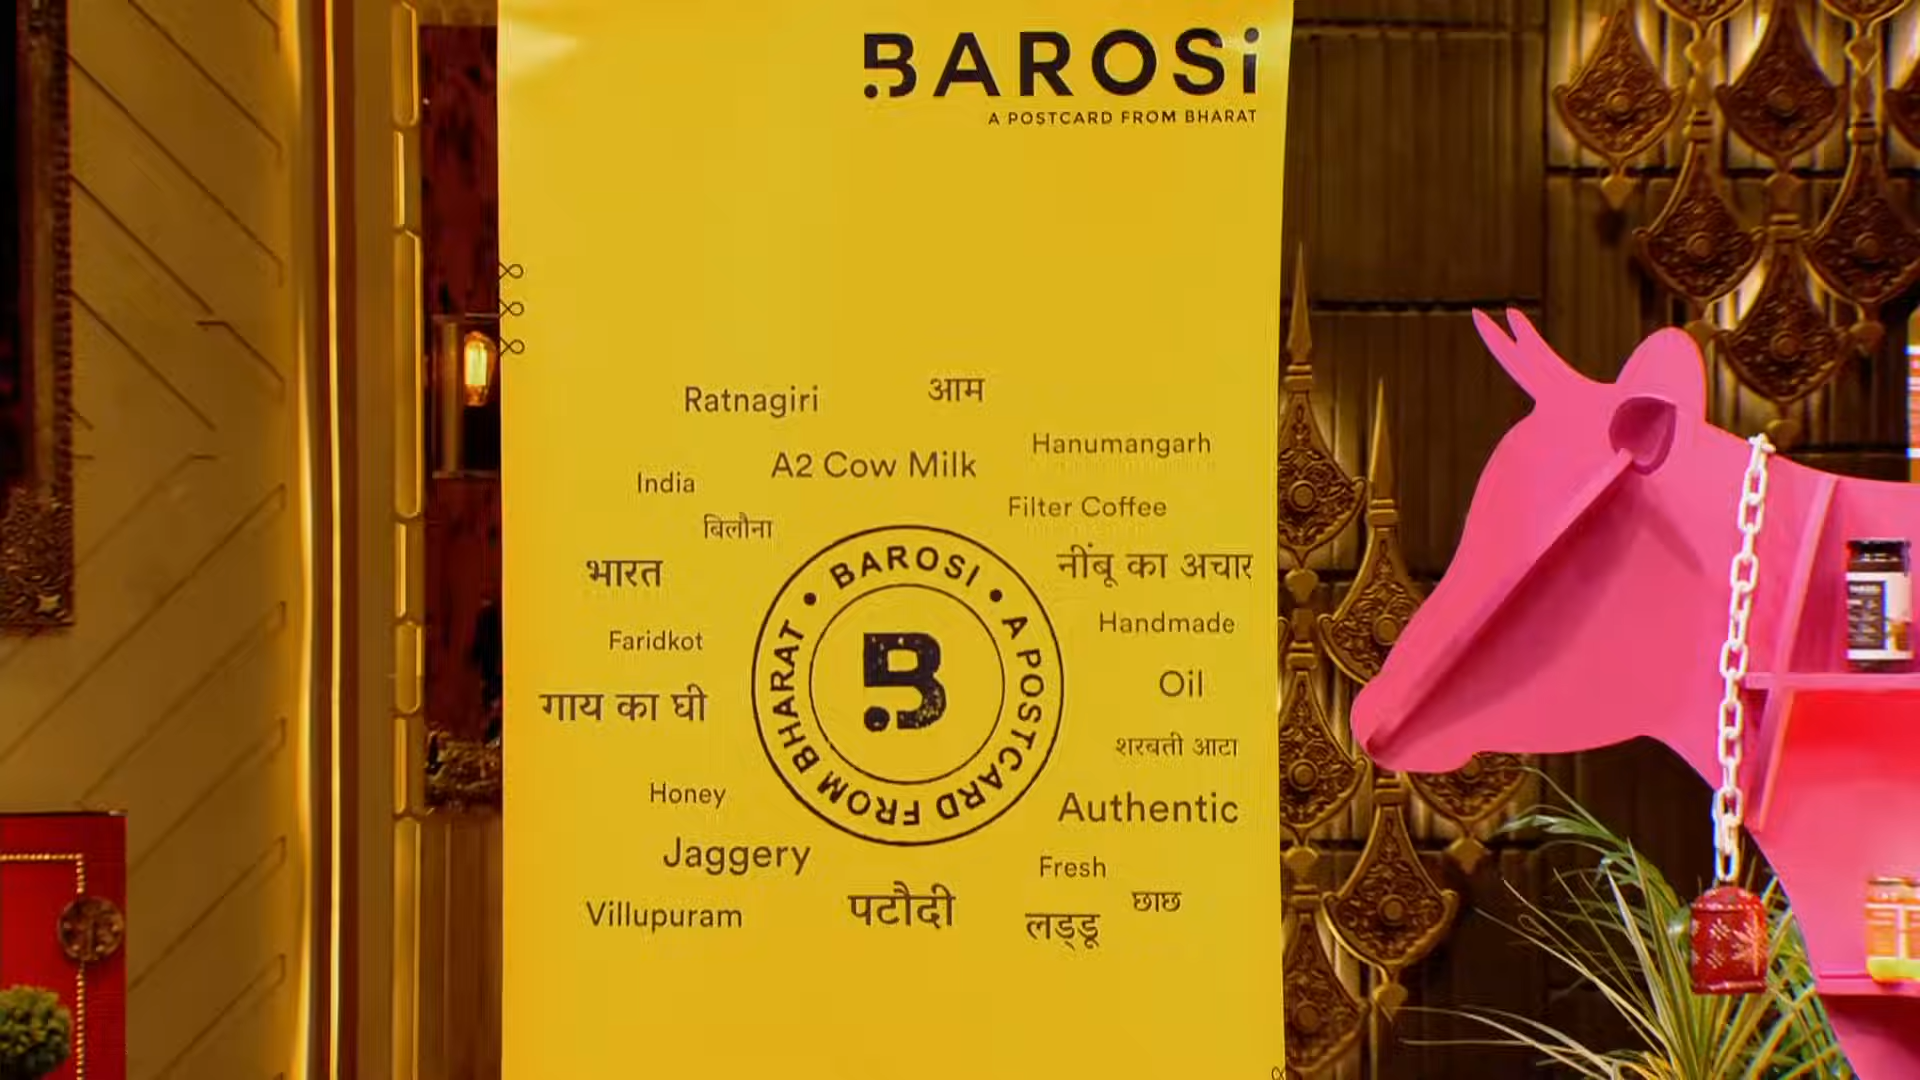 BAROSi
A POSTCARD FROM BHARAT
Ratnagiri
आम
Hanumangarh
A2 Cow Milk
India
Filter Coffee
बिलौना
भारत
नींबू का अचार
BAROSI • A POSTCARD FROM BHARAT •
B
Handmade
Faridkot
Oil
गाय का घी
शरबती आटा
Honey
Authentic
Jaggery
Fresh
Villupuram
पटौदी
लड्डू
छाछ